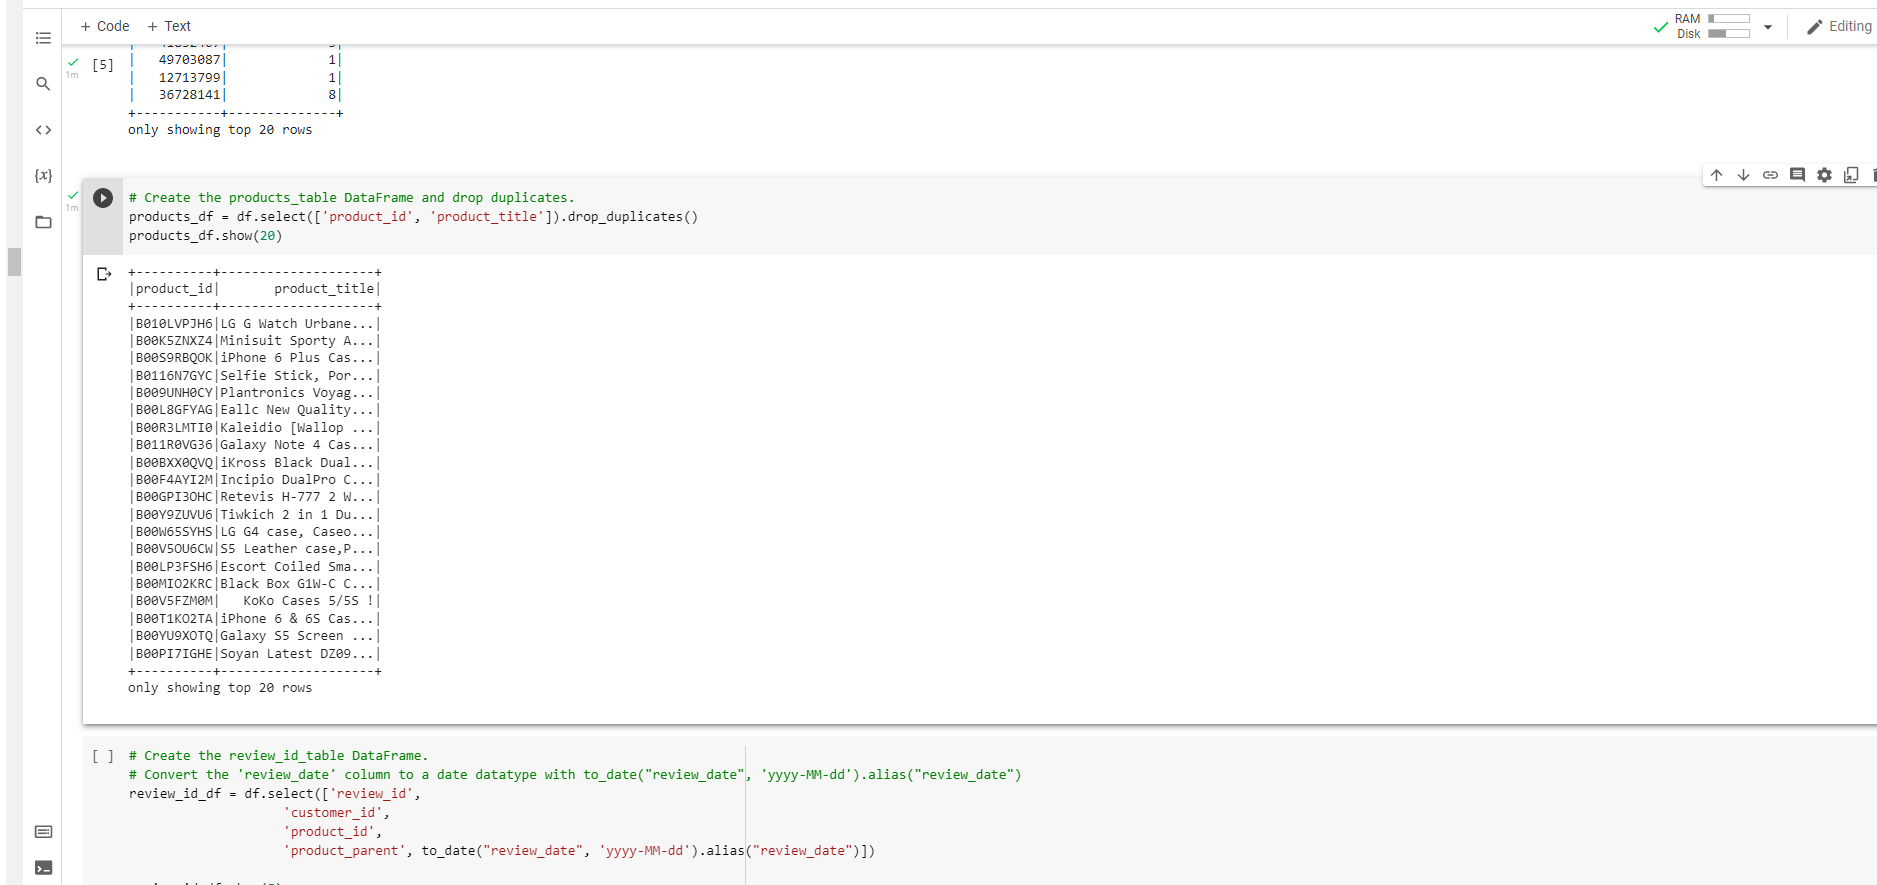 + Code + Text
RAM
Disk
Editing
1m
[5]
| 49703087| 1|
| 12713799| 1|
| 36728141| 8|
+-----------+--------------+
only showing top 20 rows
{x}
1m
# Create the products_table DataFrame and drop duplicates.
products_df = df.select(['product_id', 'product_title']).drop_duplicates()
products_df.show(20)
+----------+--------------------+
|product_id|       product_title|
+----------+--------------------+
|B010LVPJH6|LG G Watch Urbane...|
|B00K5ZNXZ4|Minisuit Sporty A...|
|B00S9RBQOK|iPhone 6 Plus Cas...|
|B0116N7GYC|Selfie Stick, Por...|
|B009UNH0CY|Plantronics Voyag...|
|B00L8GFYAG|Eallc New Quality...|
|B00R3LMTI0|Kaleidio [Wallop ...|
|B011R0VG36|Galaxy Note 4 Cas...|
|B00BXX0QVQ|iKross Black Dual...|
|B00F4AYI2M|Incipio DualPro C...|
|B00GPI3OHC|Retevis H-777 2 W...|
|B00Y9ZUVU6|Tiwkich 2 in 1 Du...|
|B00W65SYHS|LG G4 case, Caseo...|
|B00V5OU6CW|S5 Leather case,P...|
|B00LP3FSH6|Escort Coiled Sma...|
|B00MIO2KRC|Black Box G1W-C C...|
|B00V5FZM0M|   KoKo Cases 5/5S !|
|B00T1KO2TA|iPhone 6 & 6S Cas...|
|B00YU9XOTQ|Galaxy S5 Screen ...|
|B00PI7IGHE|Soyan Latest DZ09...|
+----------+--------------------+
only showing top 20 rows
[ ]
# Create the review_id_table DataFrame.
# Convert the 'review_date' column to a date datatype with to_date("review_date", 'yyyy-MM-dd').alias("review_date")
review_id_df = df.select(['review_id',
'customer_id',
'product_id',
'product_parent', to_date("review_date", 'yyyy-MM-dd').alias("review_date")])